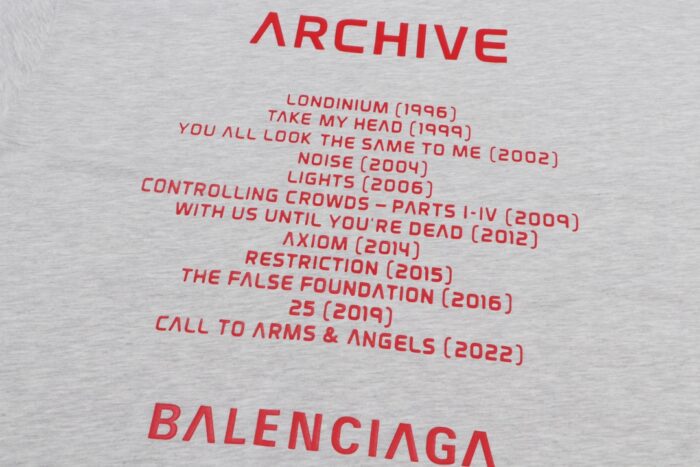 ARCHIVE
LONDINIUM (1996)
TAKE MY HEAD (1999)
YOU ALL LOOK THE SAME TO ME (2002)
NOISE (2004)
LIGHTS (2006)
CONTROLLING CROWDS – PARTS I-IV (2009)
WITH US UNTIL YOU'RE DEAD (2012)
AXIOM (2014)
RESTRICTION (2015)
THE FALSE FOUNDATION (2016)
25 (2019)
CALL TO ARMS & ANGELS (2022)
BALENCIAGA